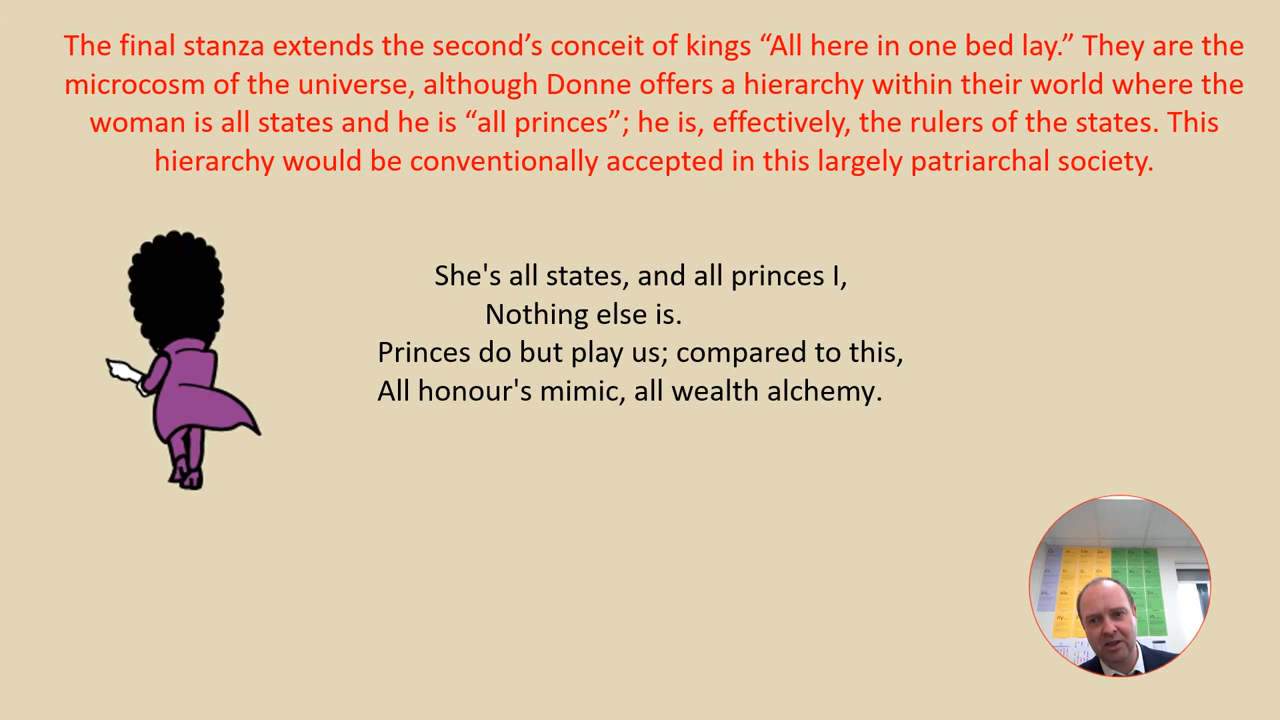 The final stanza extends the second’s conceit of kings “All here in one bed lay.” They are the
microcosm of the universe, although Donne offers a hierarchy within their world where the
woman is all states and he is “all princes”; he is, effectively, the rulers of the states. This
hierarchy would be conventionally accepted in this largely patriarchal society.
She's all states, and all princes I,
Nothing else is.
Princes do but play us; compared to this,
All honour's mimic, all wealth alchemy.